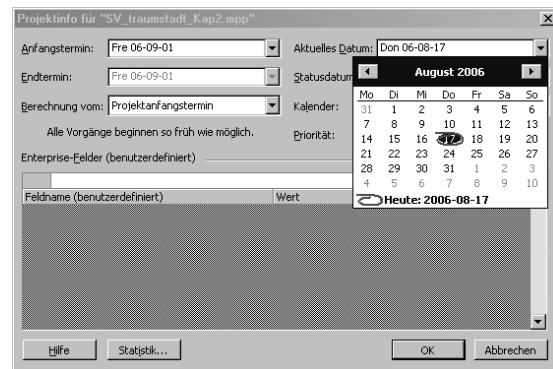 Projektinfo für "SV_traumstadt_Kap2.mpp"
Anfangstermin: Fre 06-09-01
Aktuelles Datum: Don 06-08-17
Endtermin: Fre 06-09-01
Statusdatum
Berechnung vom: Projektanfangstermin
Kalender:
Alle Vorgänge beginnen so früh wie möglich.
Priorität:
August 2006
Mo Di Mi Do Fr Sa So
31 1 2 3 4 5 6
7 8 9 10 11 12 13
14 15 16 17 18 19 20
21 22 23 24 25 26 27
28 29 30 31 1 2 3
4 5 6 7 8 9 10
Heute: 2006-08-17
Enterprise-Felder (benutzerdefiniert)
Feldname (benutzerdefiniert) Wert
Hilfe Statistik... OK Abbrechen